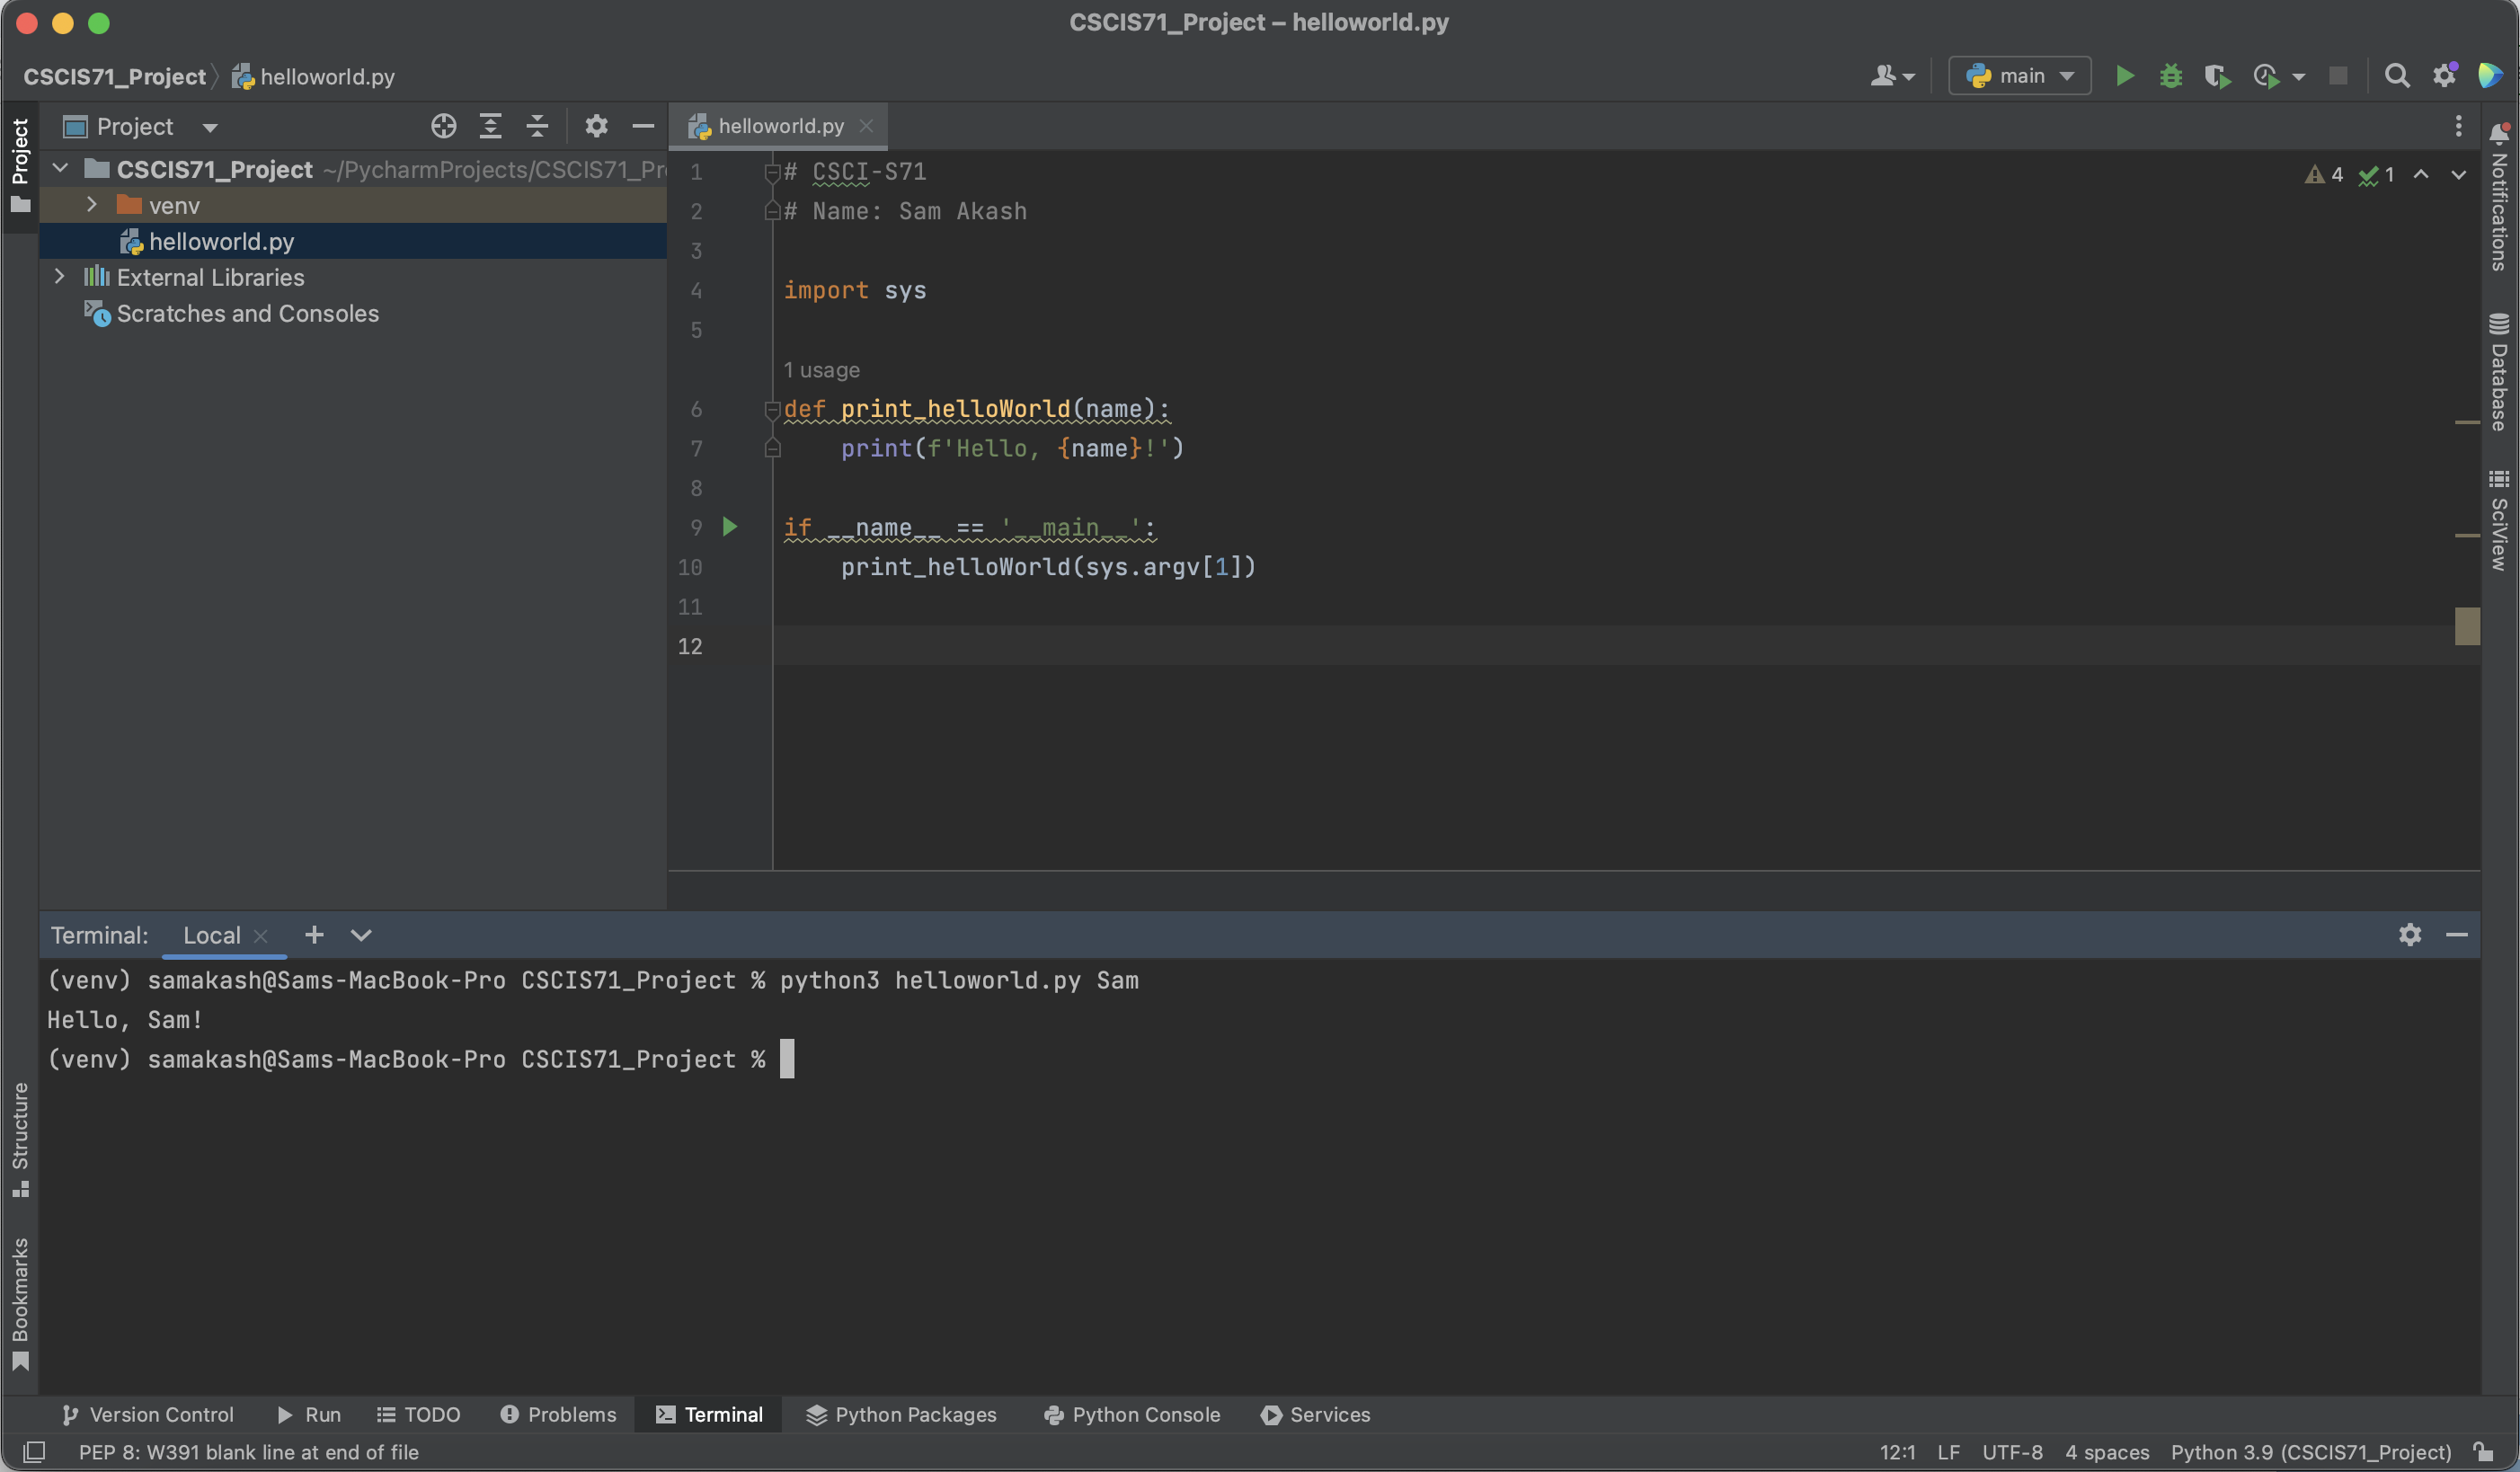 CSCIS71_Project – helloworld.py
CSCIS71_Project helloworld.py
main
Project
Project
CSCIS71_Project ~/PycharmProjects/CSCIS71_Pr
venv
helloworld.py
External Libraries
Scratches and Consoles
helloworld.py
4 1
1 # CSCI-S71
2 # Name: Sam Akash
3
4 import sys
5
1 usage
6 def print_helloWorld(name):
7     print(f'Hello, {name}!')
8
9 if __name__ == '__main__':
10     print_helloWorld(sys.argv[1])
11
12
Notifications
Database
SciView
Terminal: Local
(venv) samakash@Sams-MacBook-Pro CSCIS71_Project % python3 helloworld.py Sam
Hello, Sam!
(venv) samakash@Sams-MacBook-Pro CSCIS71_Project %
Structure
Bookmarks
Version Control Run TODO Problems Terminal Python Packages Python Console Services
PEP 8: W391 blank line at end of file 12:1 LF UTF-8 4 spaces Python 3.9 (CSCIS71_Project)